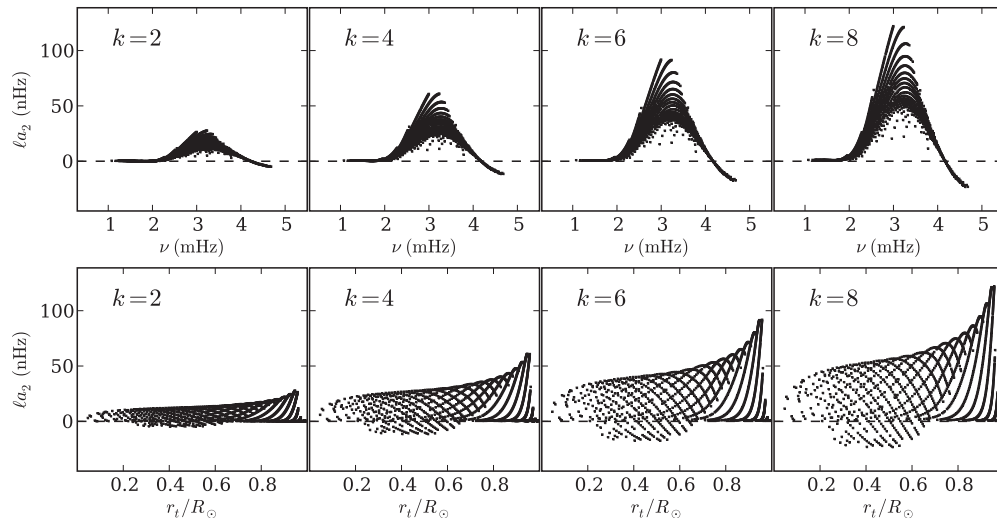 k=2
k=4
k=6
k=8
100
50
0
ℓa₂ (nHz)
1 2 3 4 5
1 2 3 4 5
1 2 3 4 5
1 2 3 4 5
ν (mHz)
ν (mHz)
ν (mHz)
ν (mHz)
k=2
k=4
k=6
k=8
100
50
0
ℓa₂ (nHz)
0.2 0.4 0.6 0.8
0.2 0.4 0.6 0.8
0.2 0.4 0.6 0.8
0.2 0.4 0.6 0.8
r_t/R_⊙
r_t/R_⊙
r_t/R_⊙
r_t/R_⊙